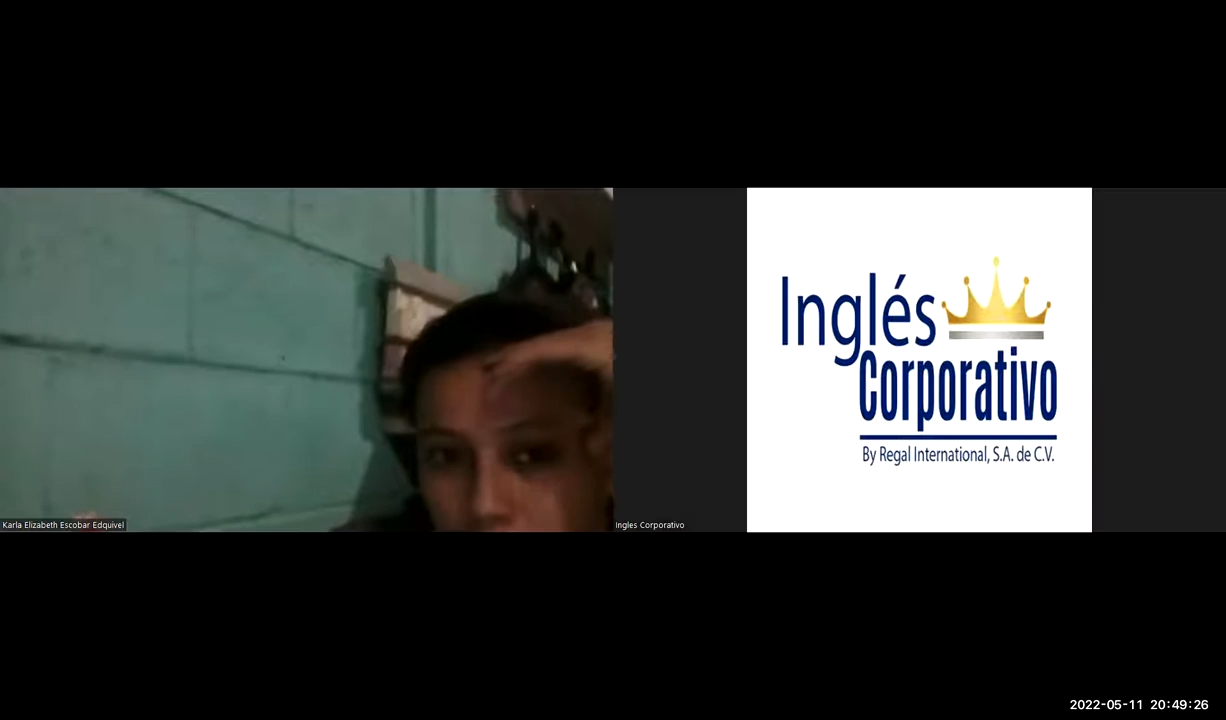 Inglés
Corporativo
By Regal International, S.A. de C.V.
Karla Elizabeth Escobar Edquivel
Ingles Corporativo
2022-05-11 20:49:26